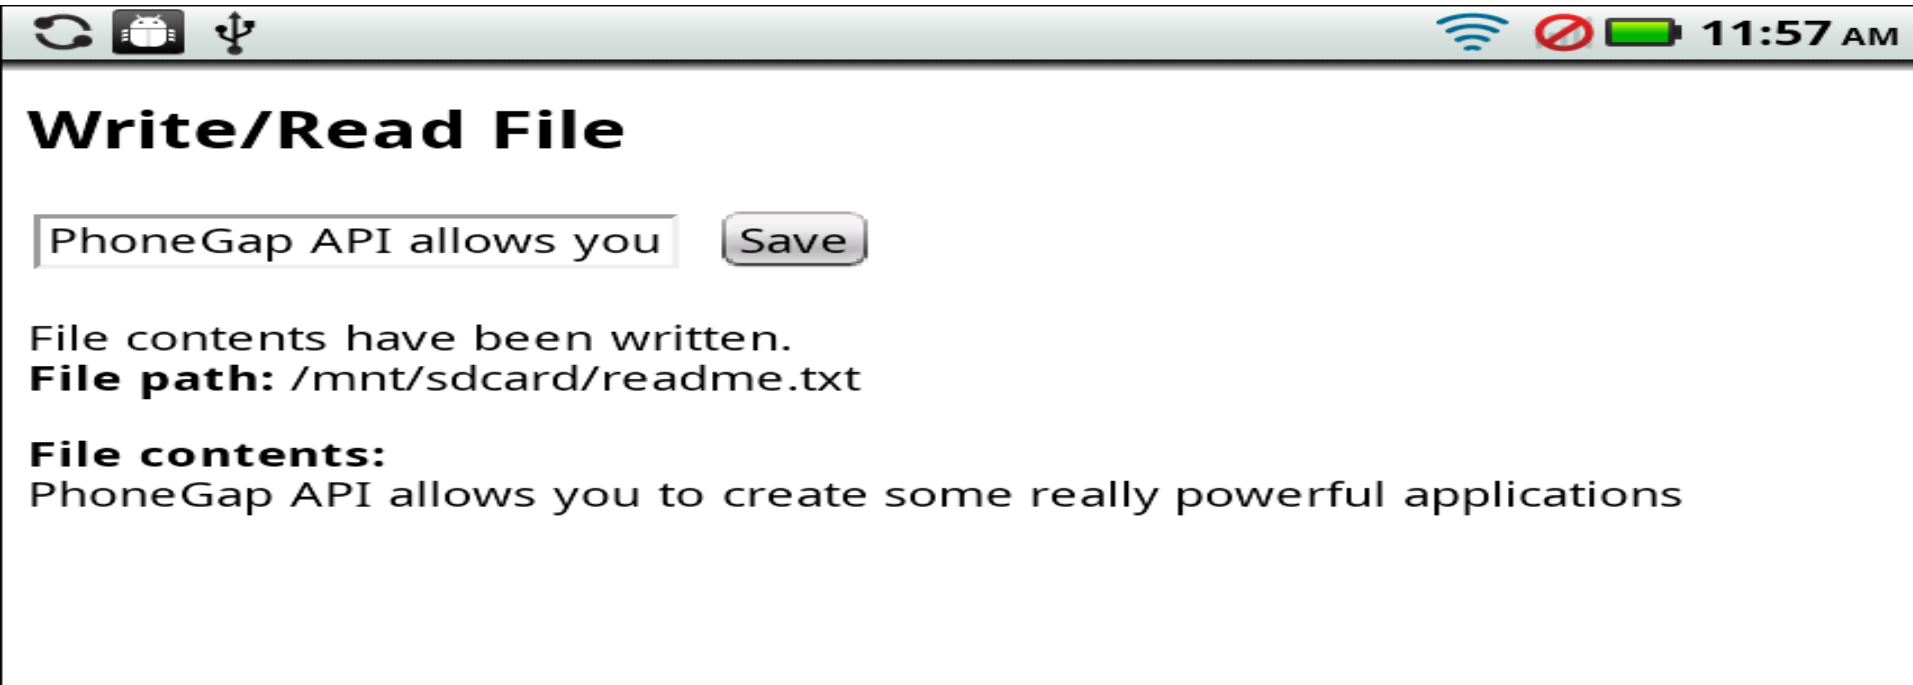 11:57 AM
Write/Read File
PhoneGap API allows you Save
File contents have been written.
File path: /mnt/sdcard/readme.txt
File contents:
PhoneGap API allows you to create some really powerful applications